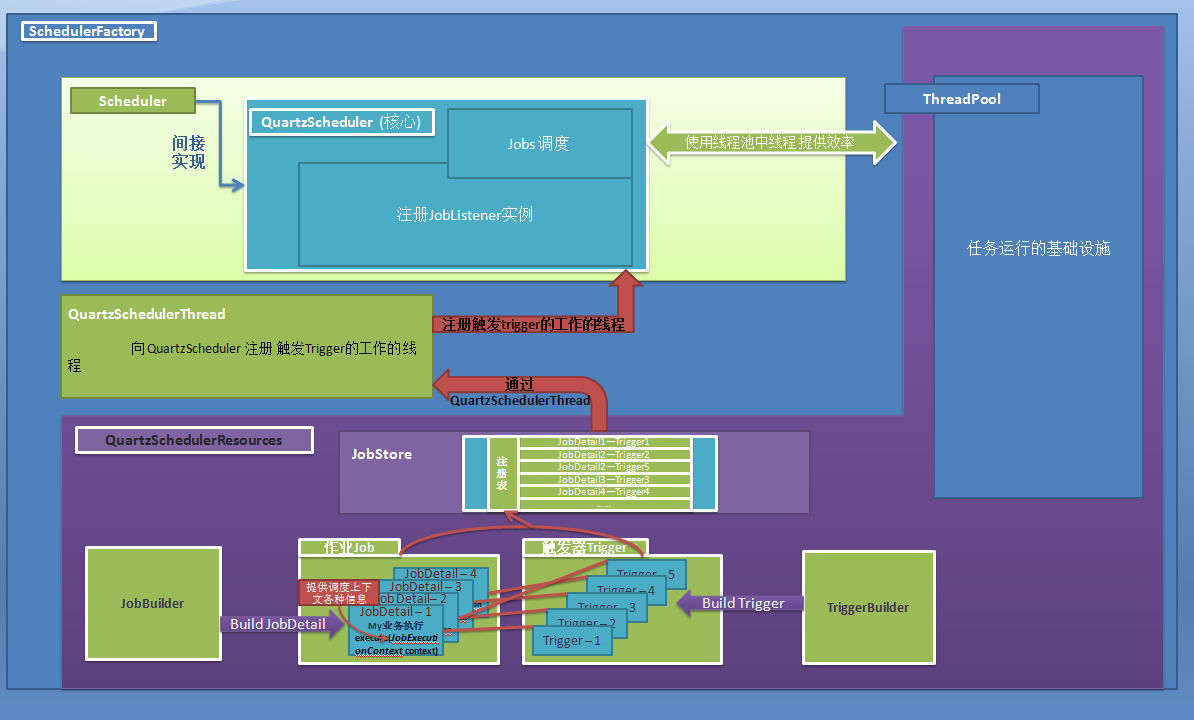 SchedulerFactory
Scheduler
间接
实现
QuartzScheduler (核心)
Jobs 调度
注册JobListener实例
使用线程池中线程 提供效率
ThreadPool
任务运行的基础设施
QuartzSchedulerThread
向QuartzScheduler 注册 触发Trigger的工作的线
程
注册触发trigger的工作的线程
通过
QuartzSchedulerThread
QuartzSchedulerResources
JobStore
注
册
表
JobDetail1—Trigger1
JobDetail2—Trigger2
JobDetail2—Trigger5
JobDetail3—Trigger3
JobDetail4—Trigger4
……
作业Job
触发器Trigger
JobBuilder
Build JobDetail
提供调度上下
文各种信息
JobDetail – 4
JobDetail – 3
JobDetail – 2
JobDetail – 1
My业务执行
execute(JobExecuti
onContext context)
Trigger – 5
Trigger – 4
Trigger – 3
Trigger – 2
Trigger – 1
Build Trigger
TriggerBuilder